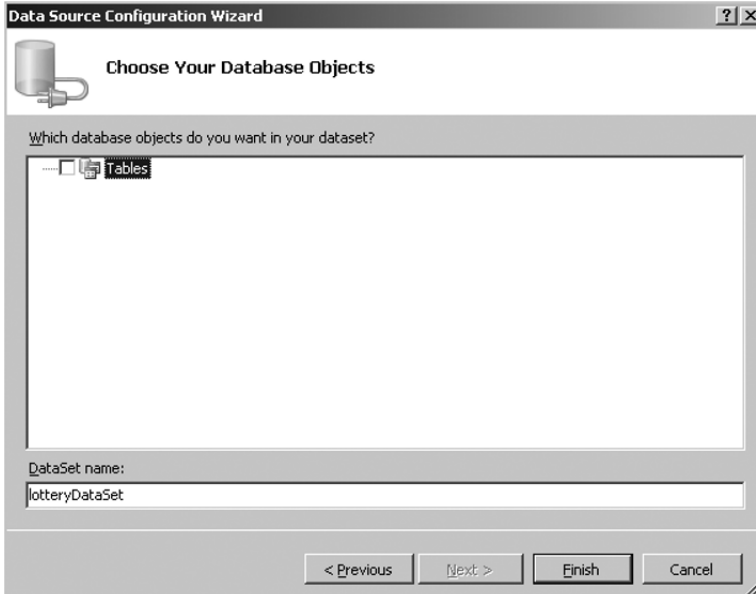 Data Source Configuration Wizard
Choose Your Database Objects
Which database objects do you want in your dataset?
Tables
DataSet name:
lotteryDataSet
< Previous Next > Finish Cancel